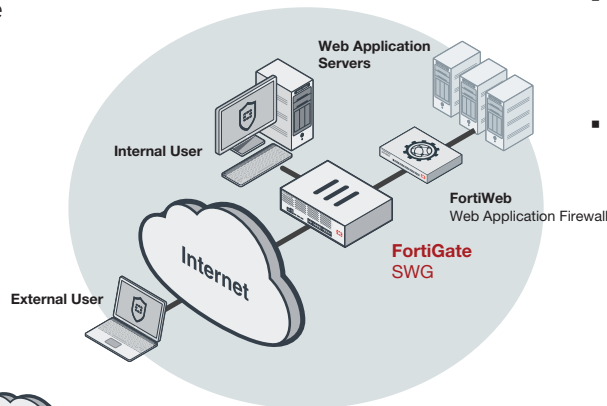 e
Web Application
Servers
Internal User
FortiWeb
Web Application Firewall
FortiGate
SWG
Internet
External User